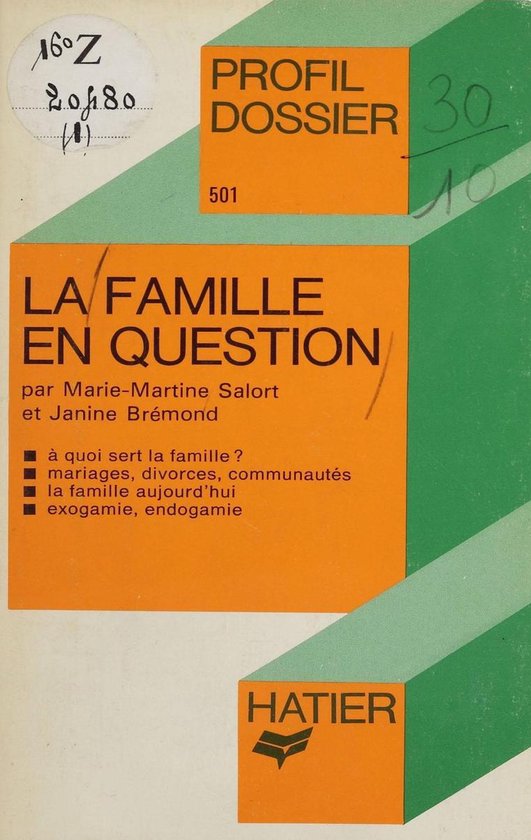 16° Z
20480
(1)
PROFIL
DOSSIER
501
30
10
LA FAMILLE
EN QUESTION
par Marie-Martine Salort
et Janine Brémond
à quoi sert la famille ?
mariages, divorces, communautés
la famille aujourd'hui
exogamie, endogamie
HATIER